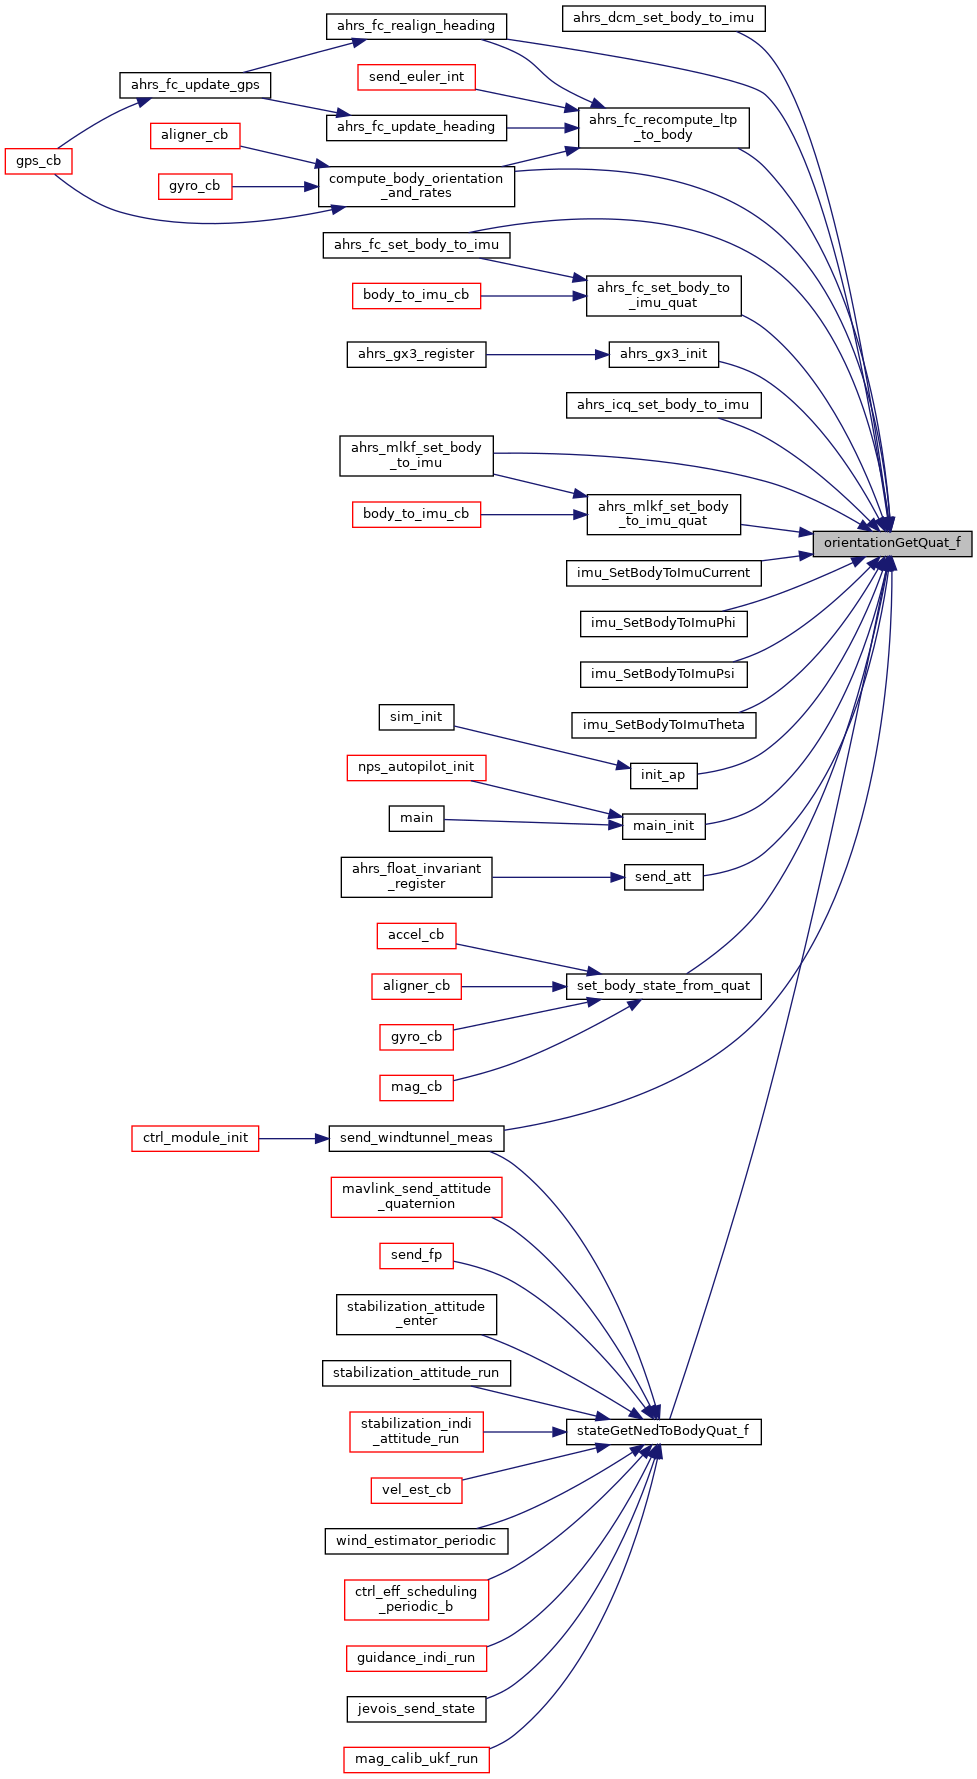 ahrs_dcm_set_body_to_imu
ahrs_fc_realign_heading
send_euler_int
ahrs_fc_update_gps
ahrs_fc_recompute_ltp
_to_body
ahrs_fc_update_heading
aligner_cb
gps_cb
gyro_cb
compute_body_orientation
_and_rates
ahrs_fc_set_body_to_imu
ahrs_fc_set_body_to
_imu_quat
body_to_imu_cb
ahrs_gx3_register
ahrs_gx3_init
ahrs_icq_set_body_to_imu
ahrs_mlkf_set_body
_to_imu
ahrs_mlkf_set_body
_to_imu_quat
body_to_imu_cb
orientationGetQuat_f
imu_SetBodyToImuCurrent
imu_SetBodyToImuPhi
imu_SetBodyToImuPsi
imu_SetBodyToImuTheta
sim_init
init_ap
nps_autopilot_init
main
main_init
ahrs_float_invariant
_register
send_att
accel_cb
aligner_cb
set_body_state_from_quat
gyro_cb
mag_cb
ctrl_module_init
send_windtunnel_meas
mavlink_send_attitude
_quaternion
send_fp
stabilization_attitude
_enter
stabilization_attitude_run
stabilization_indi
_attitude_run
stateGetNedToBodyQuat_f
vel_est_cb
wind_estimator_periodic
ctrl_eff_scheduling
_periodic_b
guidance_indi_run
jevois_send_state
mag_calib_ukf_run